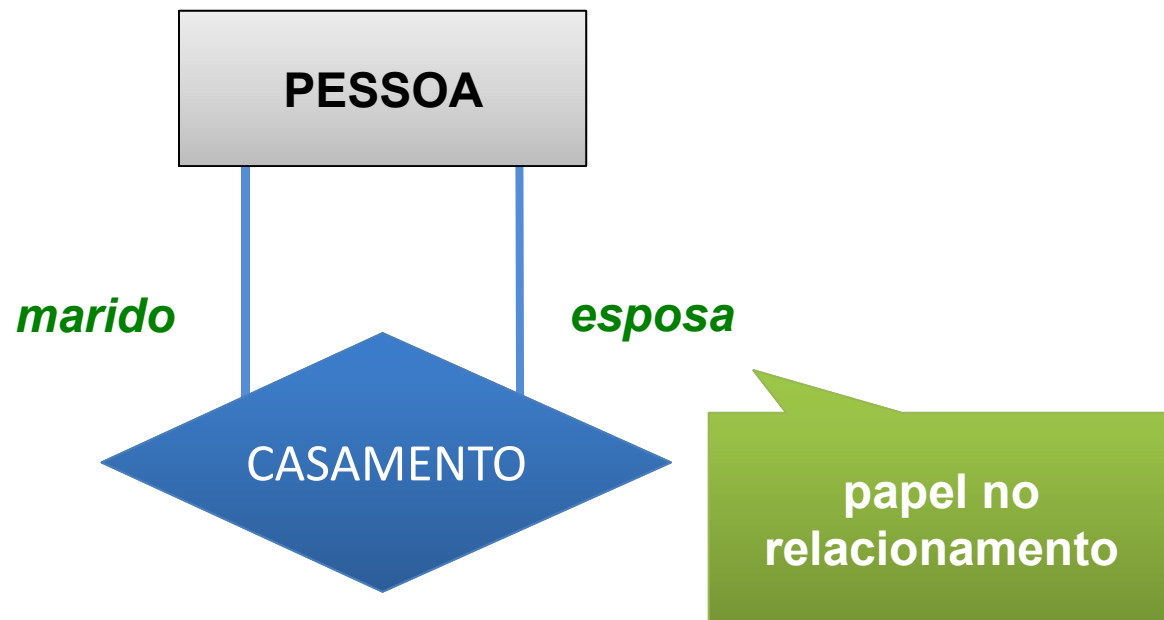 PESSOA
marido
esposa
CASAMENTO
papel no
relacionamento